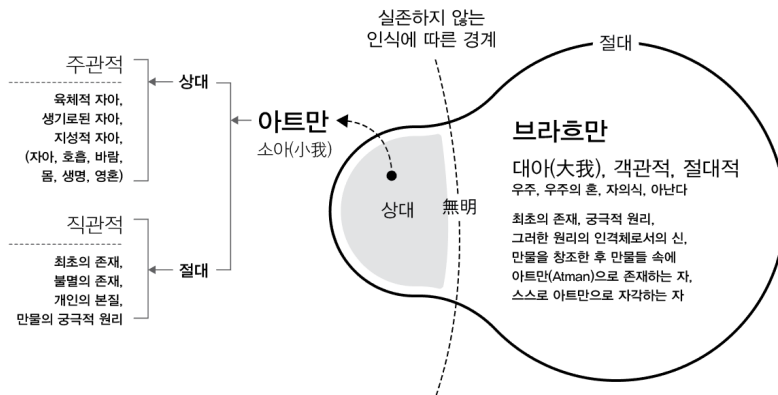 실존하지 않는
인식에 따른 경계
절대
주관적
육체적 자아,
생기로된 자아,
지성적 자아,
(자아, 호흡, 바람,
몸, 생명, 영혼)
상대
직관적
최초의 존재,
불멸의 존재,
개인의 본질,
만물의 궁극적 원리
절대
아트만
소아(小我)
상대
無明
브라흐만
대아(大我), 객관적, 절대적
우주, 우주의 혼, 자의식, 아난다
최초의 존재, 궁극적 원리,
그러한 원리의 인격체로서의 신,
만물을 창조한 후 만물들 속에
아트만(Atman)으로 존재하는 자,
스스로 아트만으로 자각하는 자